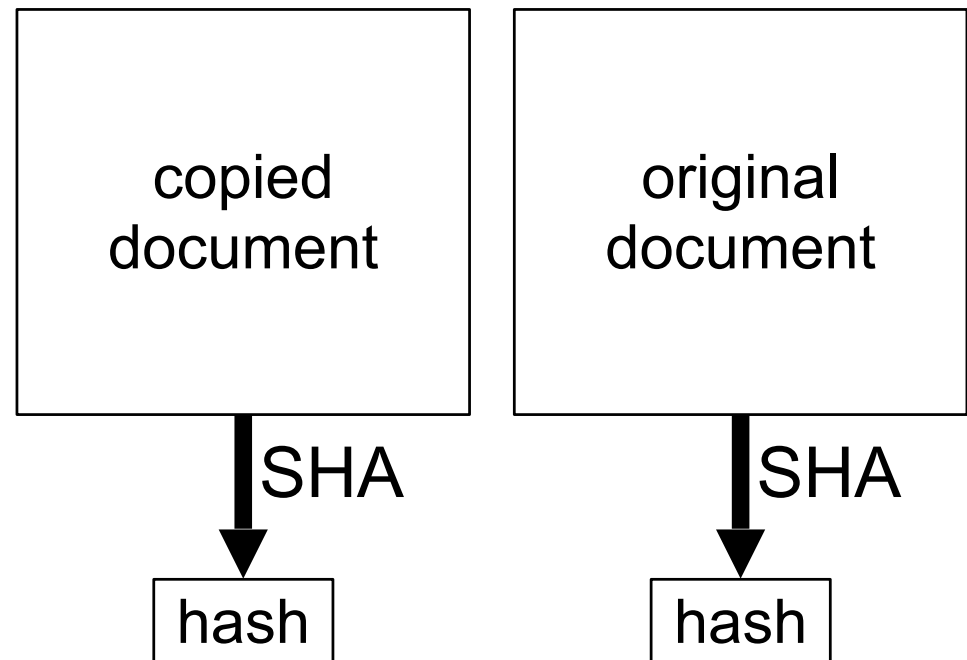 copied
document
original
document
SHA
SHA
hash
hash